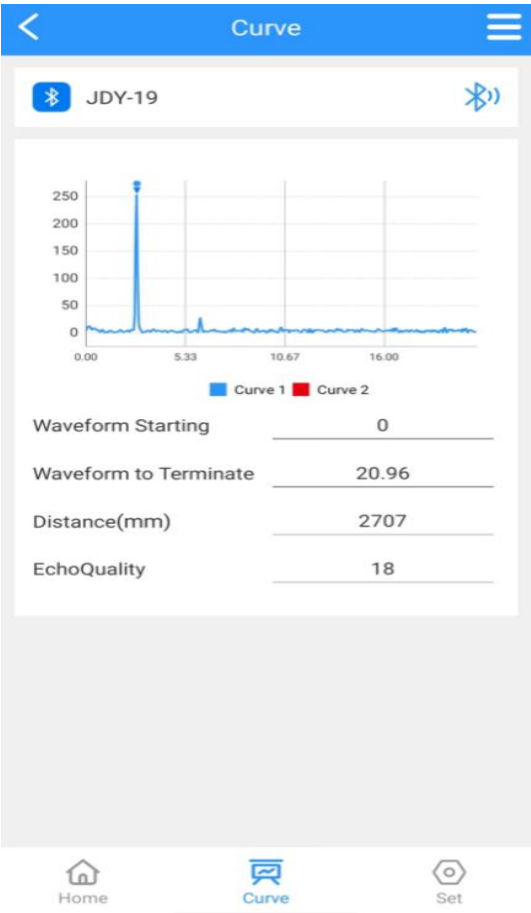 Curve
JDY-19
250
200
150
100
50
0
0.00 5.33 10.67 16.00
Curve 1 Curve 2
Waveform Starting 0
Waveform to Terminate 20.96
Distance(mm) 2707
EchoQuality 18
Home Curve Set